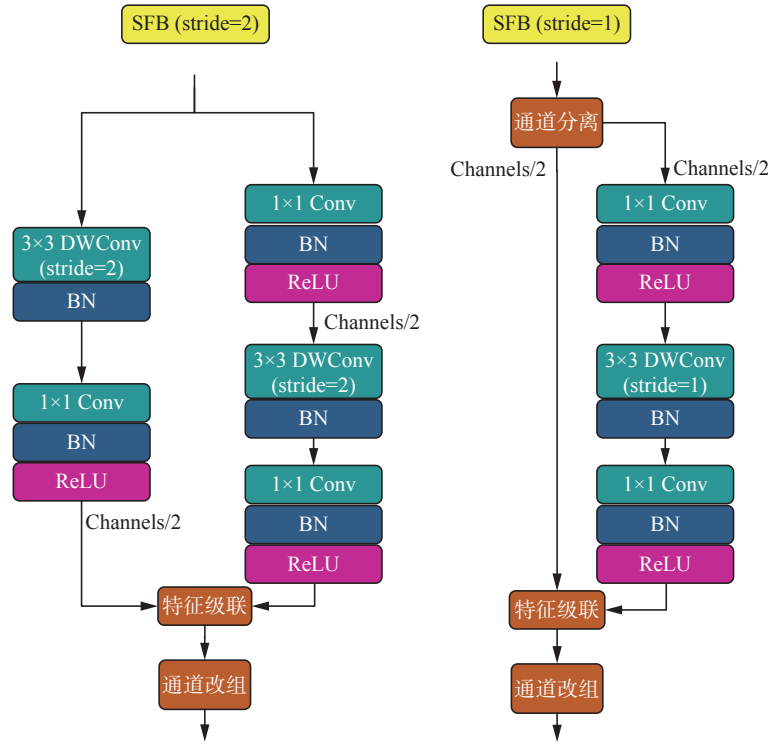 SFB (stride=2)
3×3 DWConv
(stride=2)
BN
1×1 Conv
BN
ReLU
Channels/2
1×1 Conv
BN
ReLU
Channels/2
3×3 DWConv
(stride=2)
BN
1×1 Conv
BN
ReLU
特征级联
通道改组
SFB (stride=1)
通道分离
Channels/2
Channels/2
1×1 Conv
BN
ReLU
3×3 DWConv
(stride=1)
BN
1×1 Conv
BN
ReLU
特征级联
通道改组